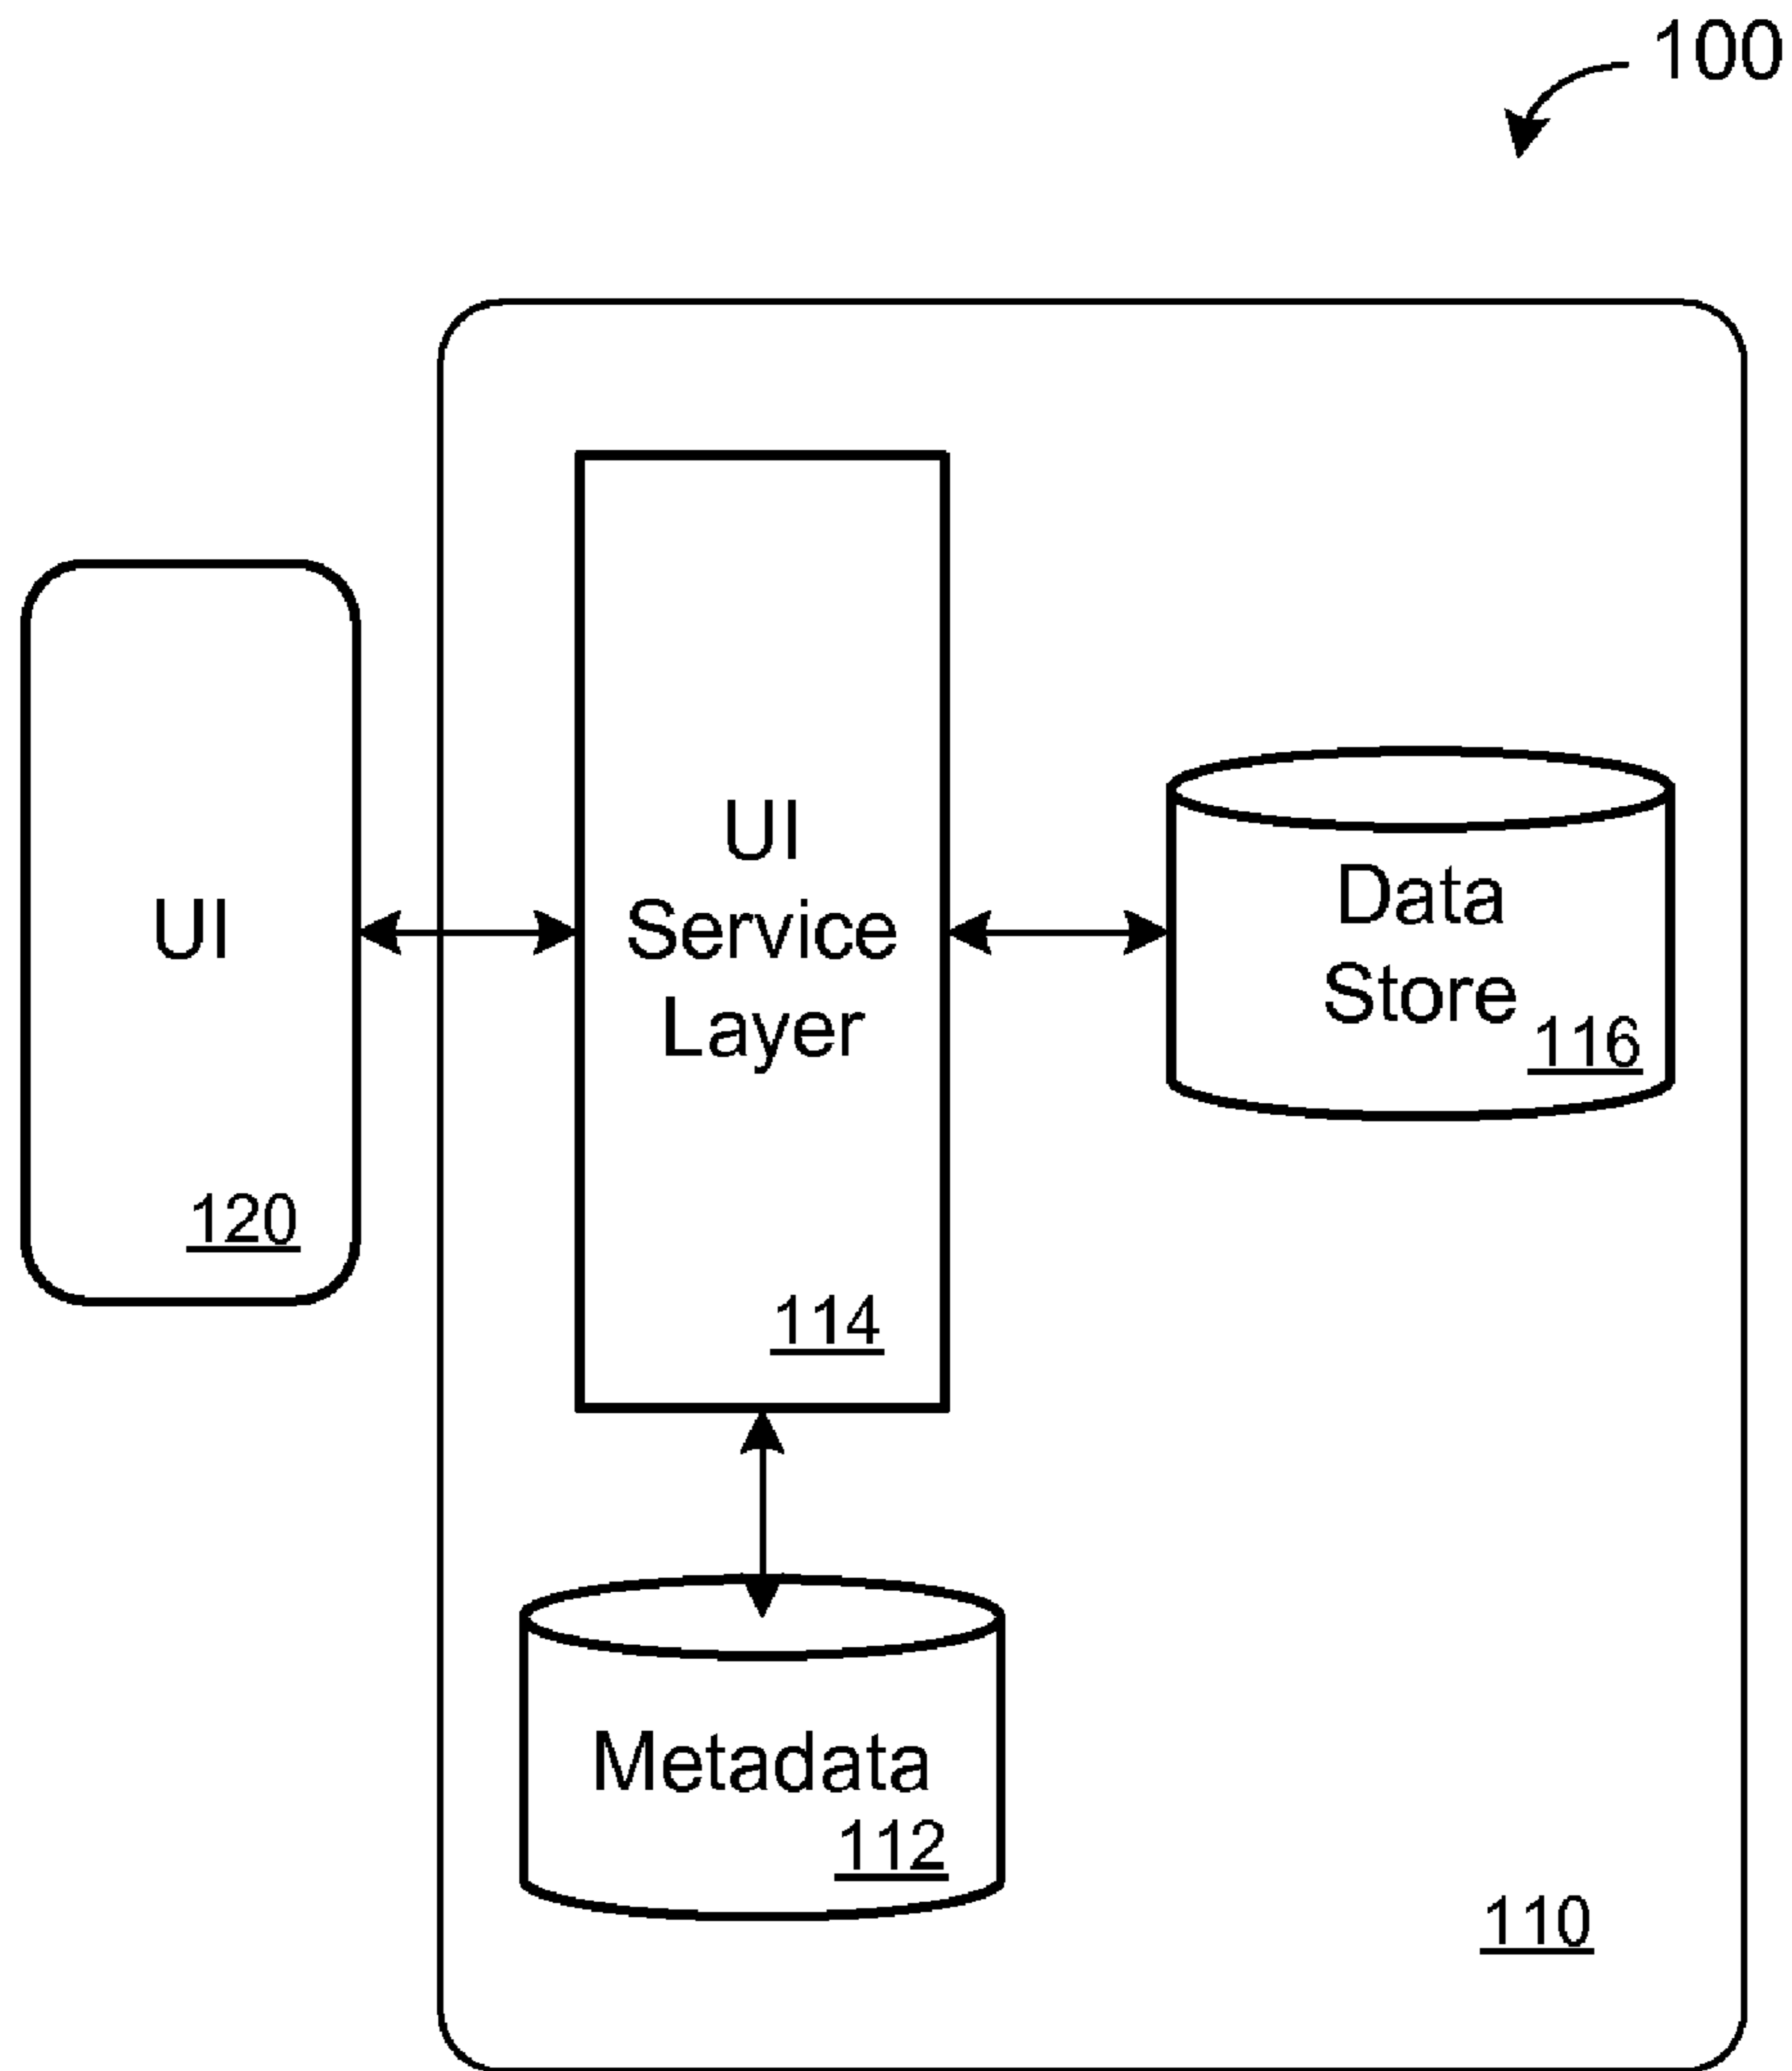 100
UI
120
UI
Service
Layer
114
Data
Store
116
Metadata
112
110